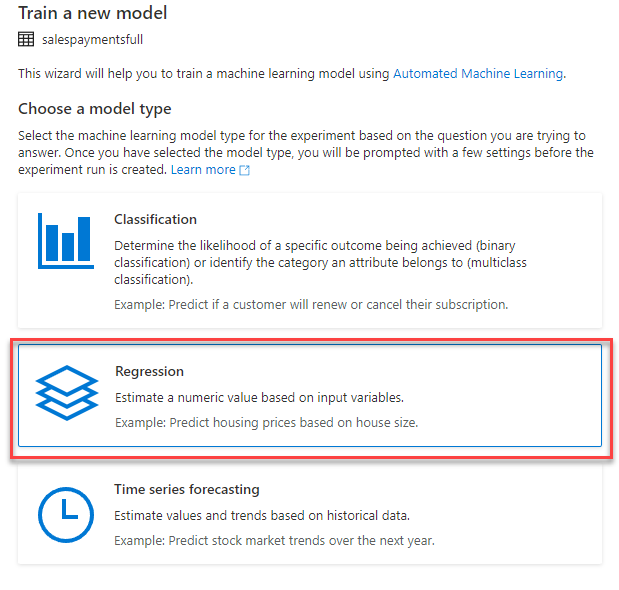 Train a new model
salespaymentsfull
This wizard will help you to train a machine learning model using Automated Machine Learning.
Choose a model type
Select the machine learning model type for the experiment based on the question you are trying to
answer. Once you have selected the model type, you will be prompted with a few settings before the
experiment run is created. Learn more
Classification
Determine the likelihood of a specific outcome being achieved (binary
classification) or identify the category an attribute belongs to (multiclass
classification).
Example: Predict if a customer will renew or cancel their subscription.
Regression
Estimate a numeric value based on input variables.
Example: Predict housing prices based on house size.
Time series forecasting
Estimate values and trends based on historical data.
Example: Predict stock market trends over the next year.